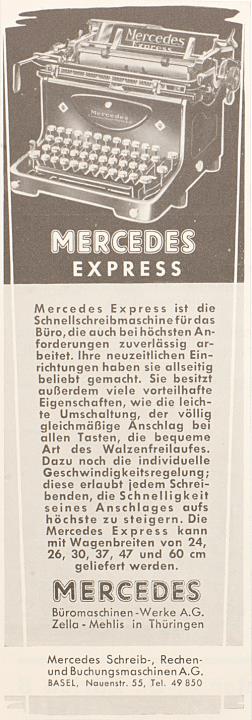 Mercedes
Express
Mercedes
MERCEDES
EXPRESS
Mercedes Express ist die
Schnellschreibmaschine für das
Büro, die auch bei höchsten An-
forderungen zuverlässig ar-
beitet. Ihre neuzeitlichen Ein-
richtungen haben sie allseitig
beliebt gemacht. Sie besitzt
außerdem viele vorteilhafte
Eigenschaften, wie die leich-
te Umschaltung, der völlig
gleichmäßige Anschlag bei
allen Tasten, die bequeme
Art des Walzenfreilaufes.
Dazu noch die individuelle
Geschwindigkeitsregelung;
diese erlaubt jedem Schrei-
benden, die Schnelligkeit
seines Anschlages aufs
höchste zu steigern. Die
Mercedes Express kann
mit Wagenbreiten von 24,
26, 30, 37, 47 und 60 cm
geliefert werden.
MERCEDES
Büromaschinen-Werke A.G.
Zella-Mehlis in Thüringen
Mercedes Schreib-, Rechen-
und Buchungsmaschinen A.G.
BASEL, Nauenstr. 55, Tel. 49 850